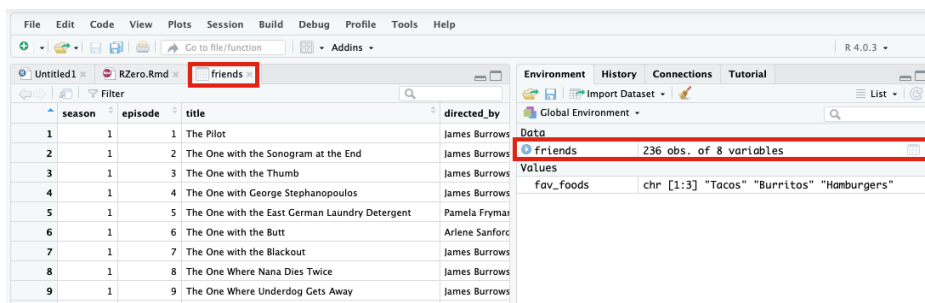 File Edit Code View Plots Session Build Debug Profile Tools Help
Go to file/function Addins R 4.0.3
Untitled1 × RZero.Rmd × friends ×
Filter
season episode title directed_by
1 1 1 The Pilot James Burrows
2 1 2 The One with the Sonogram at the End James Burrows
3 1 3 The One with the Thumb James Burrows
4 1 4 The One with George Stephanopoulos James Burrows
5 1 5 The One with the East German Laundry Detergent Pamela Fryman
6 1 6 The One with the Butt Arlene Sanford
7 1 7 The One with the Blackout James Burrows
8 1 8 The One Where Nana Dies Twice James Burrows
9 1 9 The One Where Underdog Gets Away James Burrows
Environment History Connections Tutorial
Import Dataset List
Global Environment
Data
friends 236 obs. of 8 variables
Values
fav_foods chr [1:3] "Tacos" "Burritos" "Hamburgers"